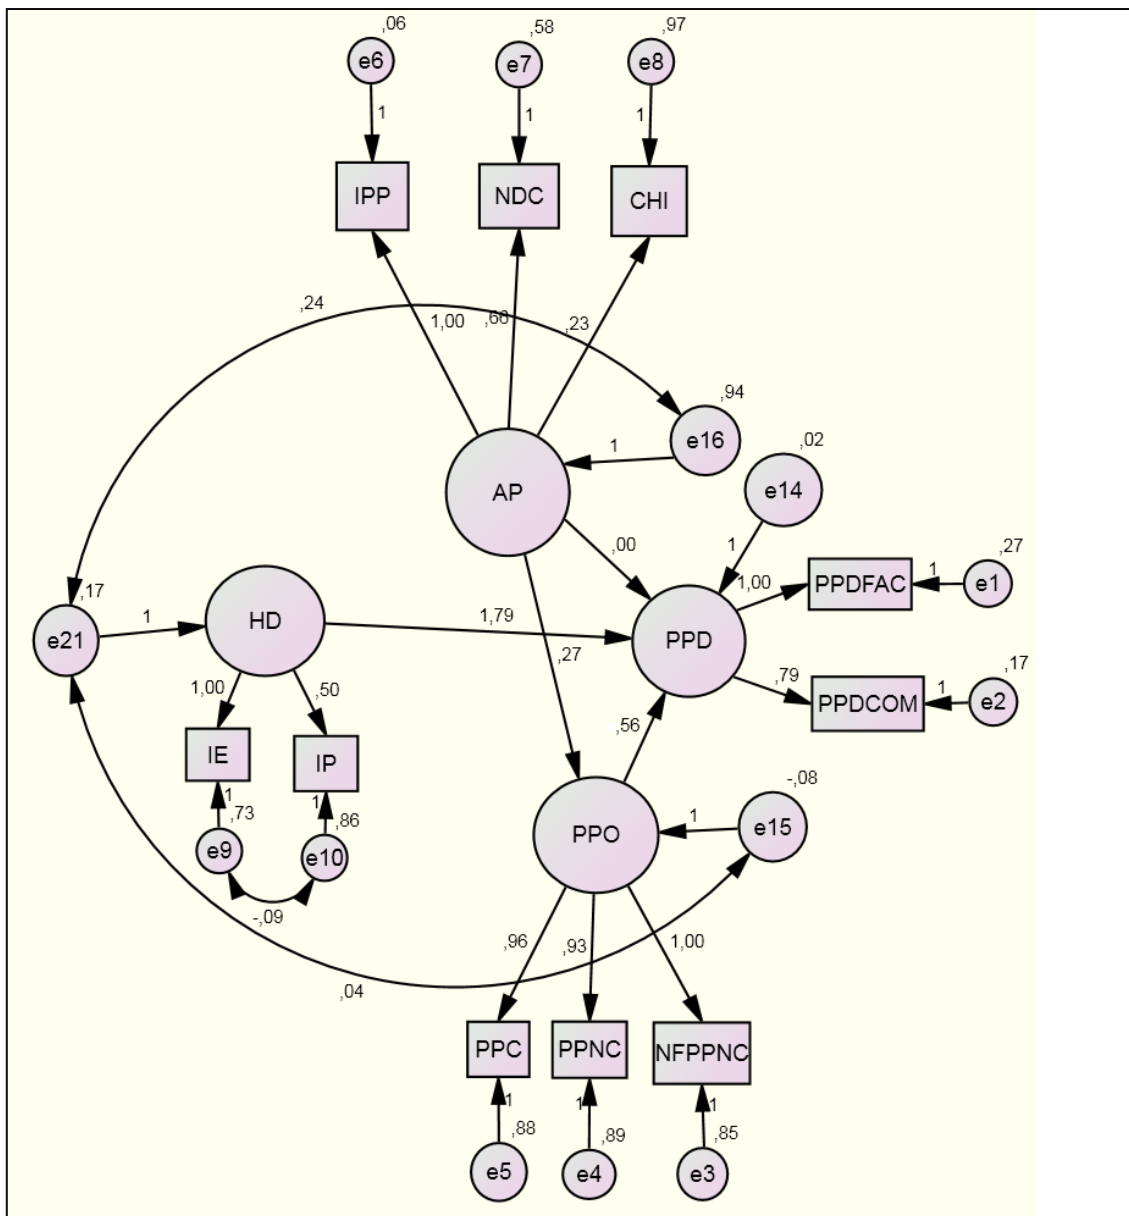 ,06
,58
,97
e6
e7
e8
1
1
1
IPP
NDC
CHI
,24
1,00
,66
,23
,94
e16
1
,02
AP
e14
,00
1
,27
1,00
PPDFAC
1
e1
,17
HD
1
e21
1,79
PPD
,27
,17
,79
PPDCOM
1
e2
1,00
,50
,56
IE
IP
1
,73
1
,86
-,08
PPO
1
e15
e9
e10
-,09
,04
,96
,93
1,00
PPC
PPNC
NFPPNC
1
1
1
,88
,89
,85
e5
e4
e3